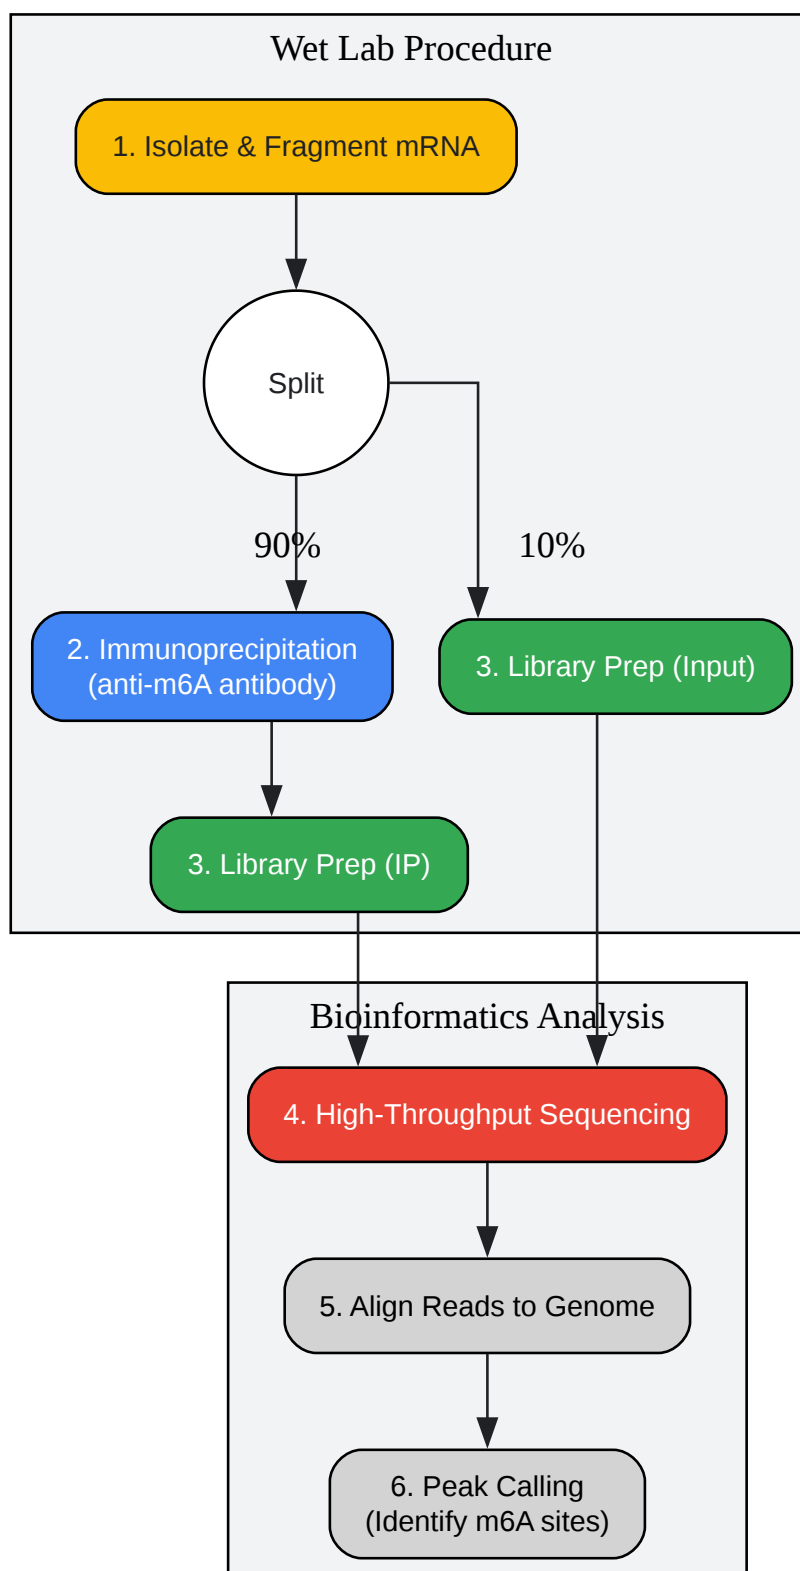 Wet Lab Procedure
1. Isolate & Fragment mRNA
Split
90%
10%
2. Immunoprecipitation
(anti-m6A antibody)
3. Library Prep (Input)
3. Library Prep (IP)
Bioinformatics Analysis
4. High-Throughput Sequencing
5. Align Reads to Genome
6. Peak Calling
(Identify m6A sites)